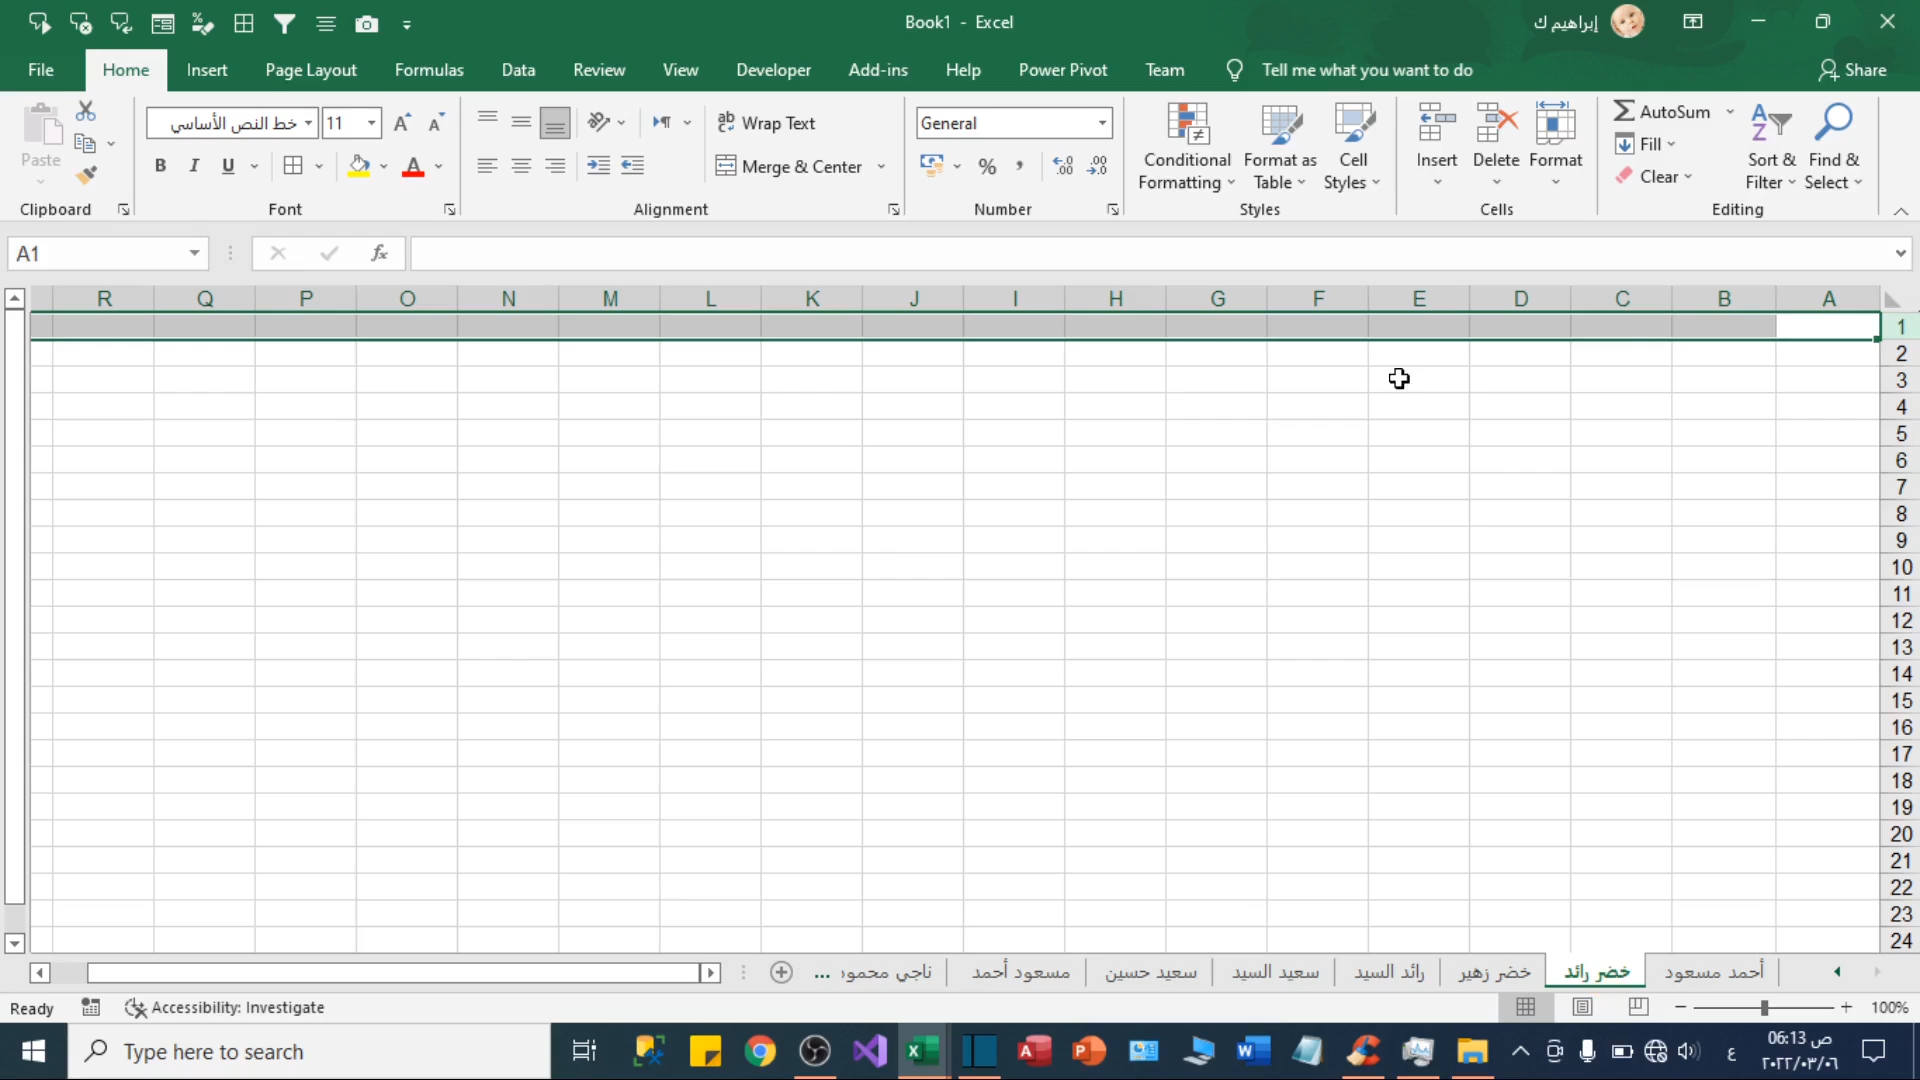 Book1 - Excel
إبراهيم ك
File
Home
Insert
Page Layout
Formulas
Data
Review
View
Developer
Add-ins
Help
Power Pivot
Team
Tell me what you want to do
Share
Paste
Clipboard
خط النص الأساسي
11
B I U
Font
Wrap Text
Merge & Center
Alignment
General
%
Number
Conditional Formatting
Format as Table
Cell Styles
Styles
Insert
Delete
Format
Cells
AutoSum
Fill
Clear
Sort & Filter
Find & Select
Editing
A1
fx
R Q P O N M L K J I H G F E D C B A
1
2
3
4
5
6
7
8
9
10
11
12
13
14
15
16
17
18
19
20
21
22
23
24
أحمد مسعود
خضر رائد
خضر زهير
رائد السيد
سعيد السيد
سعيد حسين
مسعود أحمد
ناجي محمود
...
Ready
Accessibility: Investigate
100%
Type here to search
ع
06:13 ص
٢٠٢٢/٠٣/٠٦